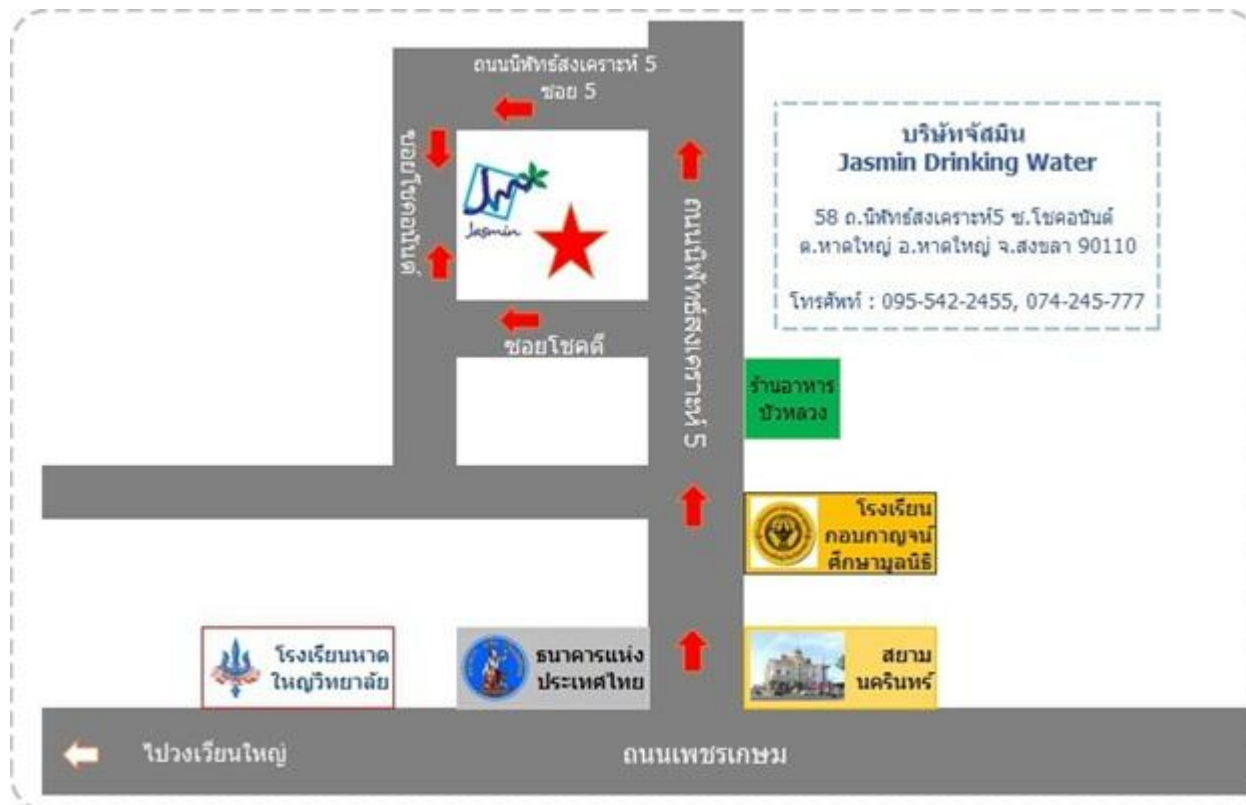 ถนนนิพัทธ์สงเคราะห์ 5
ซอย 5
ซอยโชคอนันต์
Jasmin
ซอยโชคดี
ถนนนิพัทธ์สงเคราะห์ 5
บริษัทจัสมิน
Jasmin Drinking Water
58 ถ.นิพัทธ์สงเคราะห์5 ซ.โชคอนันต์
ต.หาดใหญ่ อ.หาดใหญ่ จ.สงขลา 90110
โทรศัพท์ : 095-542-2455, 074-245-777
ร้านอาหาร
บัวหลวง
โรงเรียน
กอบกาญจน์
ศึกษามูลนิธิ
โรงเรียนหาด
ใหญ่วิทยาลัย
ธนาคารแห่ง
ประเทศไทย
สยาม
นครินทร์
ไปวงเวียนใหญ่
ถนนเพชรเกษม